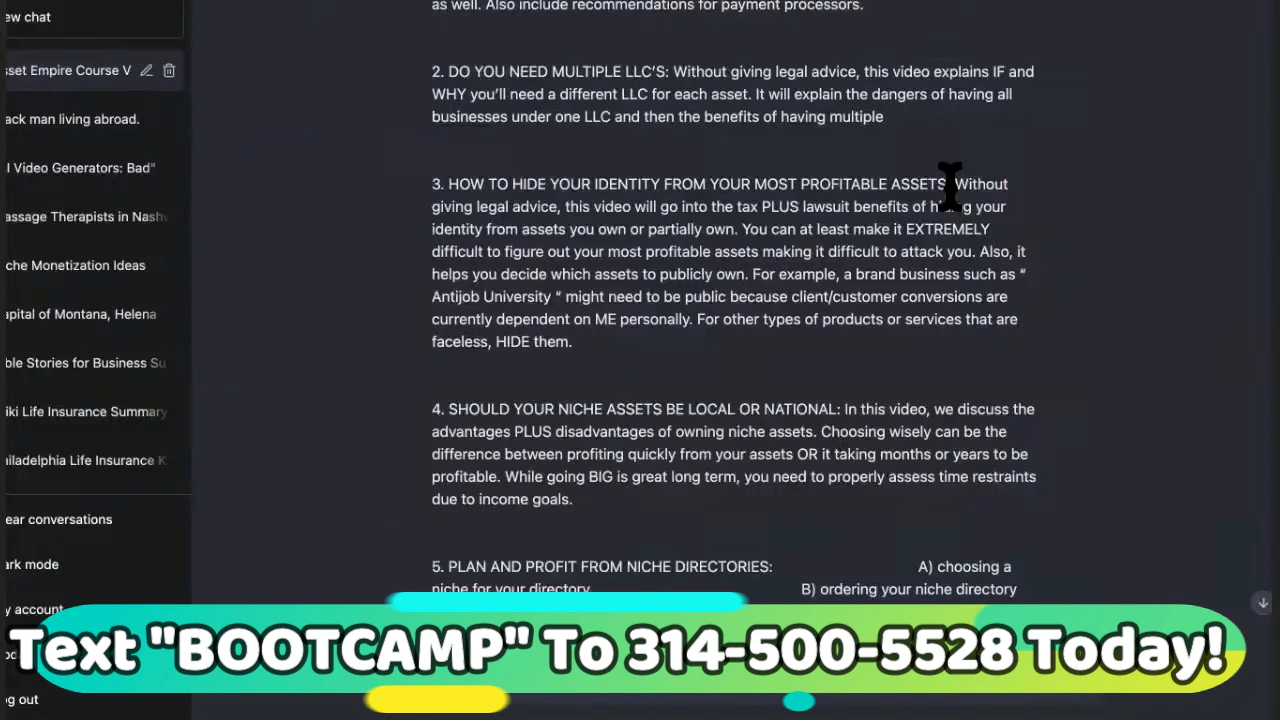 ew chat
sset Empire Course V
ack man living abroad.
l Video Generators: Bad"
assage Therapists in Nashv
che Monetization Ideas
apital of Montana, Helena
ble Stories for Business Su
iki Life Insurance Summary
hiladelphia Life Insurance K
ear conversations
ark mode
y account
og out
as well. Also include recommendations for payment processors.
2. DO YOU NEED MULTIPLE LLC'S: Without giving legal advice, this video explains IF and
WHY you'll need a different LLC for each asset. It will explain the dangers of having all
businesses under one LLC and then the benefits of having multiple
3. HOW TO HIDE YOUR IDENTITY FROM YOUR MOST PROFITABLE ASSETS: Without
giving legal advice, this video will go into the tax PLUS lawsuit benefits of your
identity from assets you own or partially own. You can at least make it EXTREMELY
difficult to figure out your most profitable assets making it difficult to attack you. Also, it
helps you decide which assets to publicly own. For example, a brand business such as "
Antijob University " might need to be public because client/customer conversions are
currently dependent on ME personally. For other types of products or services that are
faceless, HIDE them.
4. SHOULD YOUR NICHE ASSETS BE LOCAL OR NATIONAL: In this video, we discuss the
advantages PLUS disadvantages of owning niche assets. Choosing wisely can be the
difference between profiting quickly from your assets OR it taking months or years to be
profitable. While going BIG is great long term, you need to properly assess time restraints
due to income goals.
5. PLAN AND PROFIT FROM NICHE DIRECTORIES: A) choosing a
niche for your directory B) ordering your niche directory
Text "BOOTCAMP" To 314-500-5528 Today!